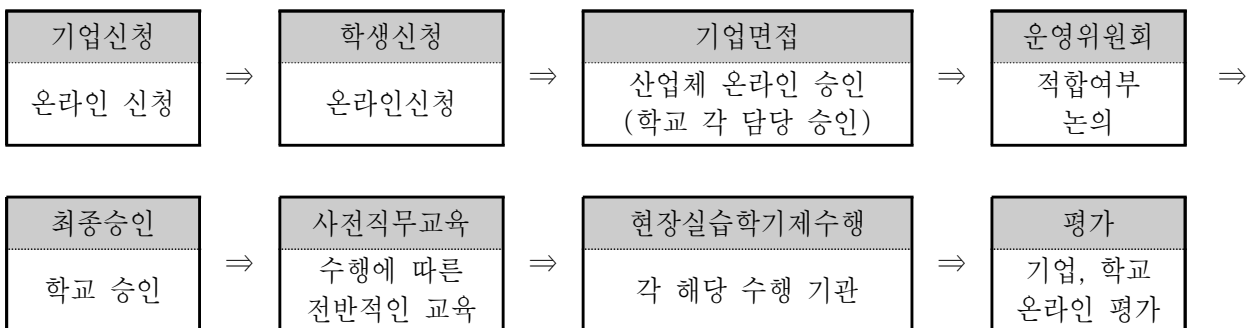 기업신청
온라인 신청
⇒
학생신청
온라인신청
⇒
기업면접
산업체 온라인 승인
(학교 각 담당 승인)
⇒
운영위원회
적합여부
논의
⇒
최종승인
학교 승인
⇒
사전직무교육
수행에 따른
전반적인 교육
⇒
현장실습학기제수행
각 해당 수행 기관
⇒
평가
기업, 학교
온라인 평가